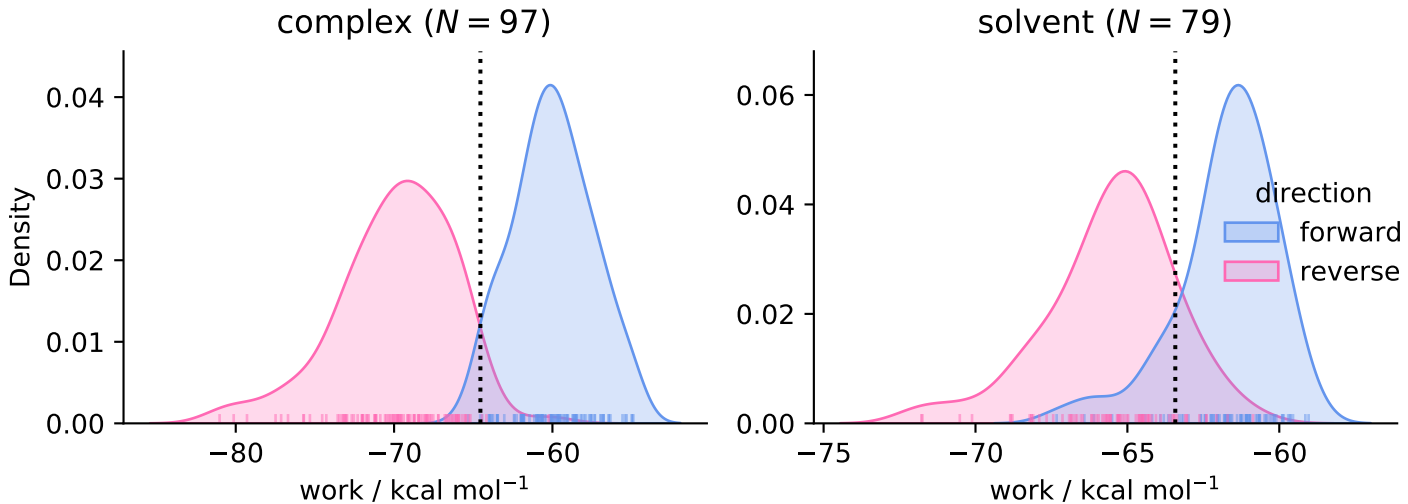 complex (N = 97)
Density
0.04
0.03
0.02
0.01
0.00
−80
−70
−60
work / kcal mol⁻¹
solvent (N = 79)
0.06
0.04
0.02
0.00
−75
−70
−65
−60
work / kcal mol⁻¹
direction
forward
reverse